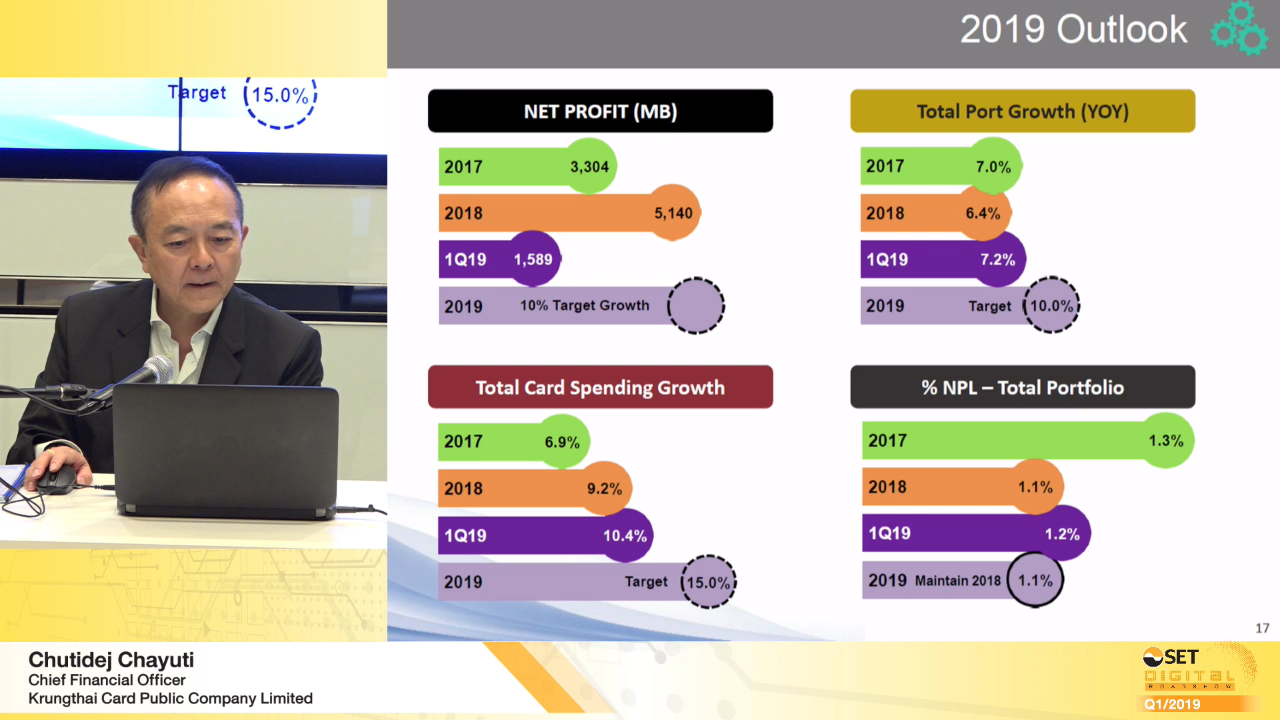 Target 15.0%
2019 Outlook
NET PROFIT (MB)
2017 3,304
2018 5,140
1Q19 1,589
2019 10% Target Growth
Total Port Growth (YOY)
2017 7.0%
2018 6.4%
1Q19 7.2%
2019 Target 10.0%
Total Card Spending Growth
2017 6.9%
2018 9.2%
1Q19 10.4%
2019 Target 15.0%
% NPL – Total Portfolio
2017 1.3%
2018 1.1%
1Q19 1.2%
2019 Maintain 2018 1.1%
17
Chutidej Chayuti
Chief Financial Officer
Krungthai Card Public Company Limited
SET
DIGITAL
ROADSHOW
Q1/2019